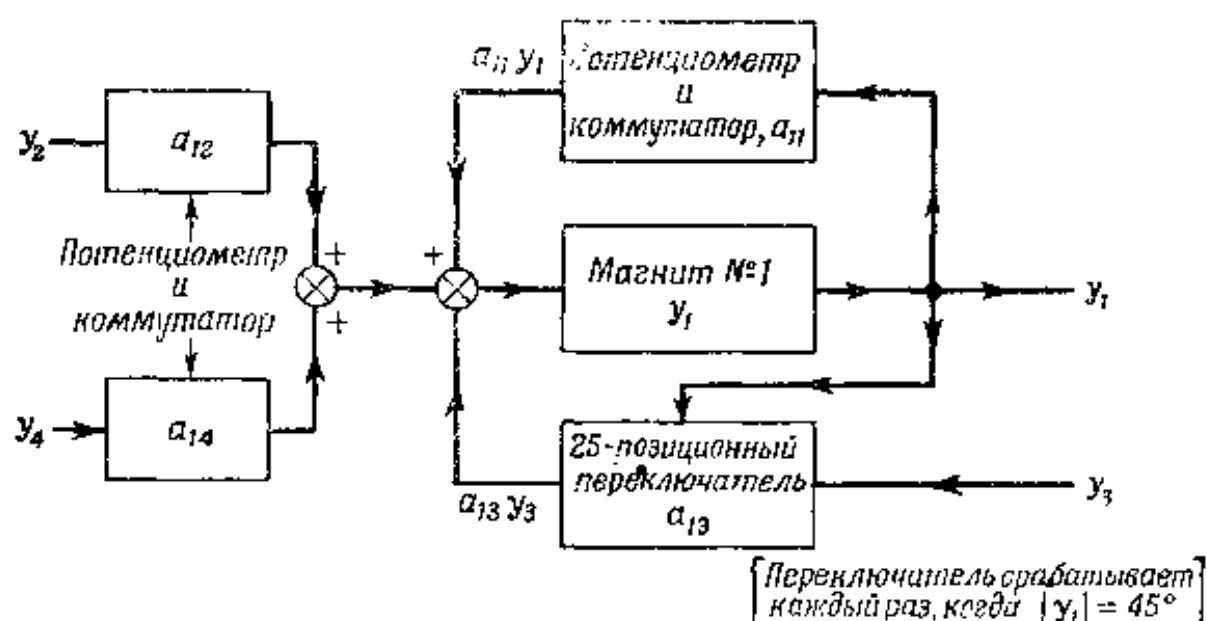 y₂
a₁₂
Потенциометр
и
коммутатор
y₄
a₁₄
+
+
+
a₁₁ y₁
Потенциометр
и
коммутатор, a₁₁
Магнит №1
y₁
y₁
25-позиционный
переключатель
a₁₃
a₁₃ y₃
y₃
[Переключатель срабатывает
каждый раз, когда |y₁| = 45°]